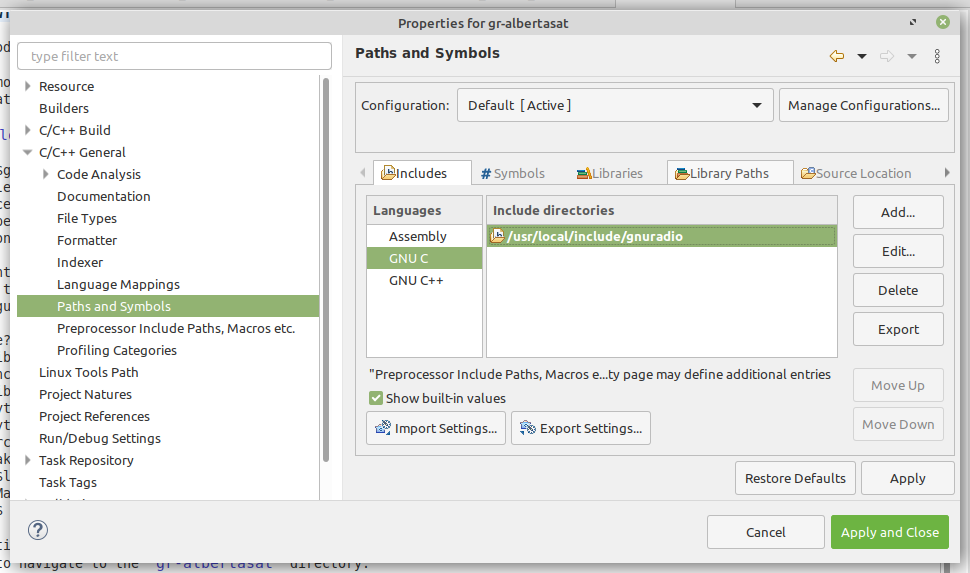 Properties for gr-albertasat
type filter text
Resource
Builders
C/C++ Build
C/C++ General
Code Analysis
Documentation
File Types
Formatter
Indexer
Language Mappings
Paths and Symbols
Preprocessor Include Paths, Macros etc.
Profiling Categories
Linux Tools Path
Project Natures
Project References
Run/Debug Settings
Task Repository
Task Tags
Paths and Symbols
Configuration: Default [Active] Manage Configurations...
Includes # Symbols Libraries Library Paths Source Location
Languages Include directories
Assembly /usr/local/include/gnuradio
GNU C
GNU C++
Add...
Edit...
Delete
Export
Move Up
Move Down
"Preprocessor Include Paths, Macros e...ty page may define additional entries
Show built-in values
Import Settings... Export Settings...
Restore Defaults Apply
? Cancel Apply and Close
to navigate to the gr-albertasat directory.